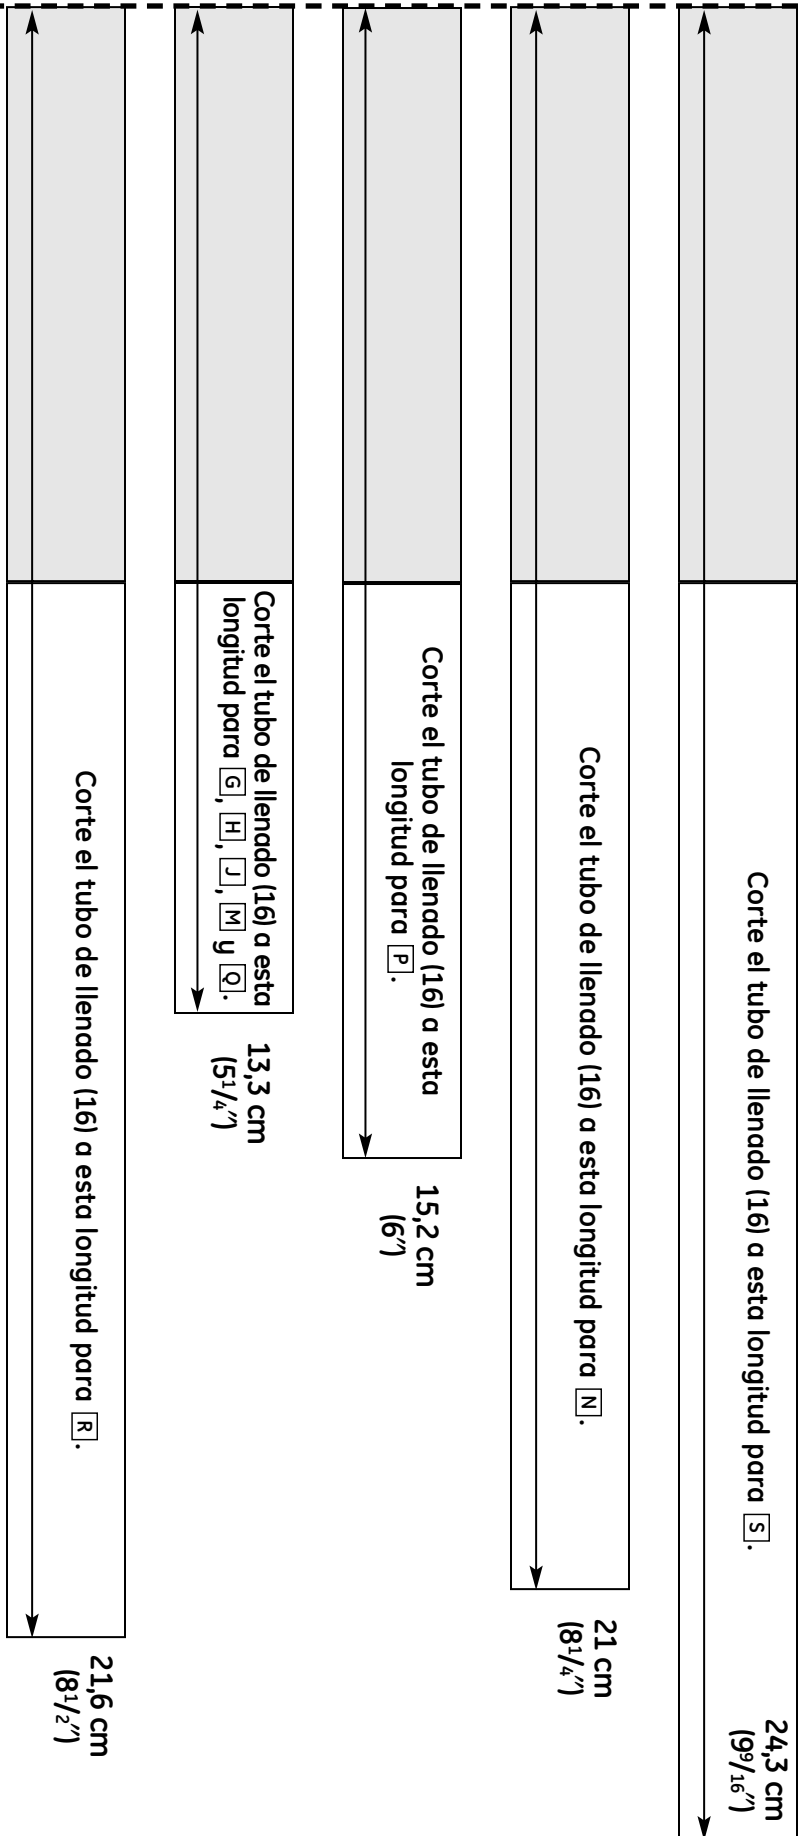 Corte el tubo de llenado (16) a esta longitud para S.
24,3 cm
(9 9/16")
Corte el tubo de llenado (16) a esta longitud para N.
21 cm
(8 1/4")
Corte el tubo de llenado (16) a esta
longitud para P.
15,2 cm
(6")
Corte el tubo de llenado (16) a esta
longitud para G, H, J, M y Q.
13,3 cm
(5 1/4")
Corte el tubo de llenado (16) a esta longitud para R.
21,6 cm
(8 1/2")